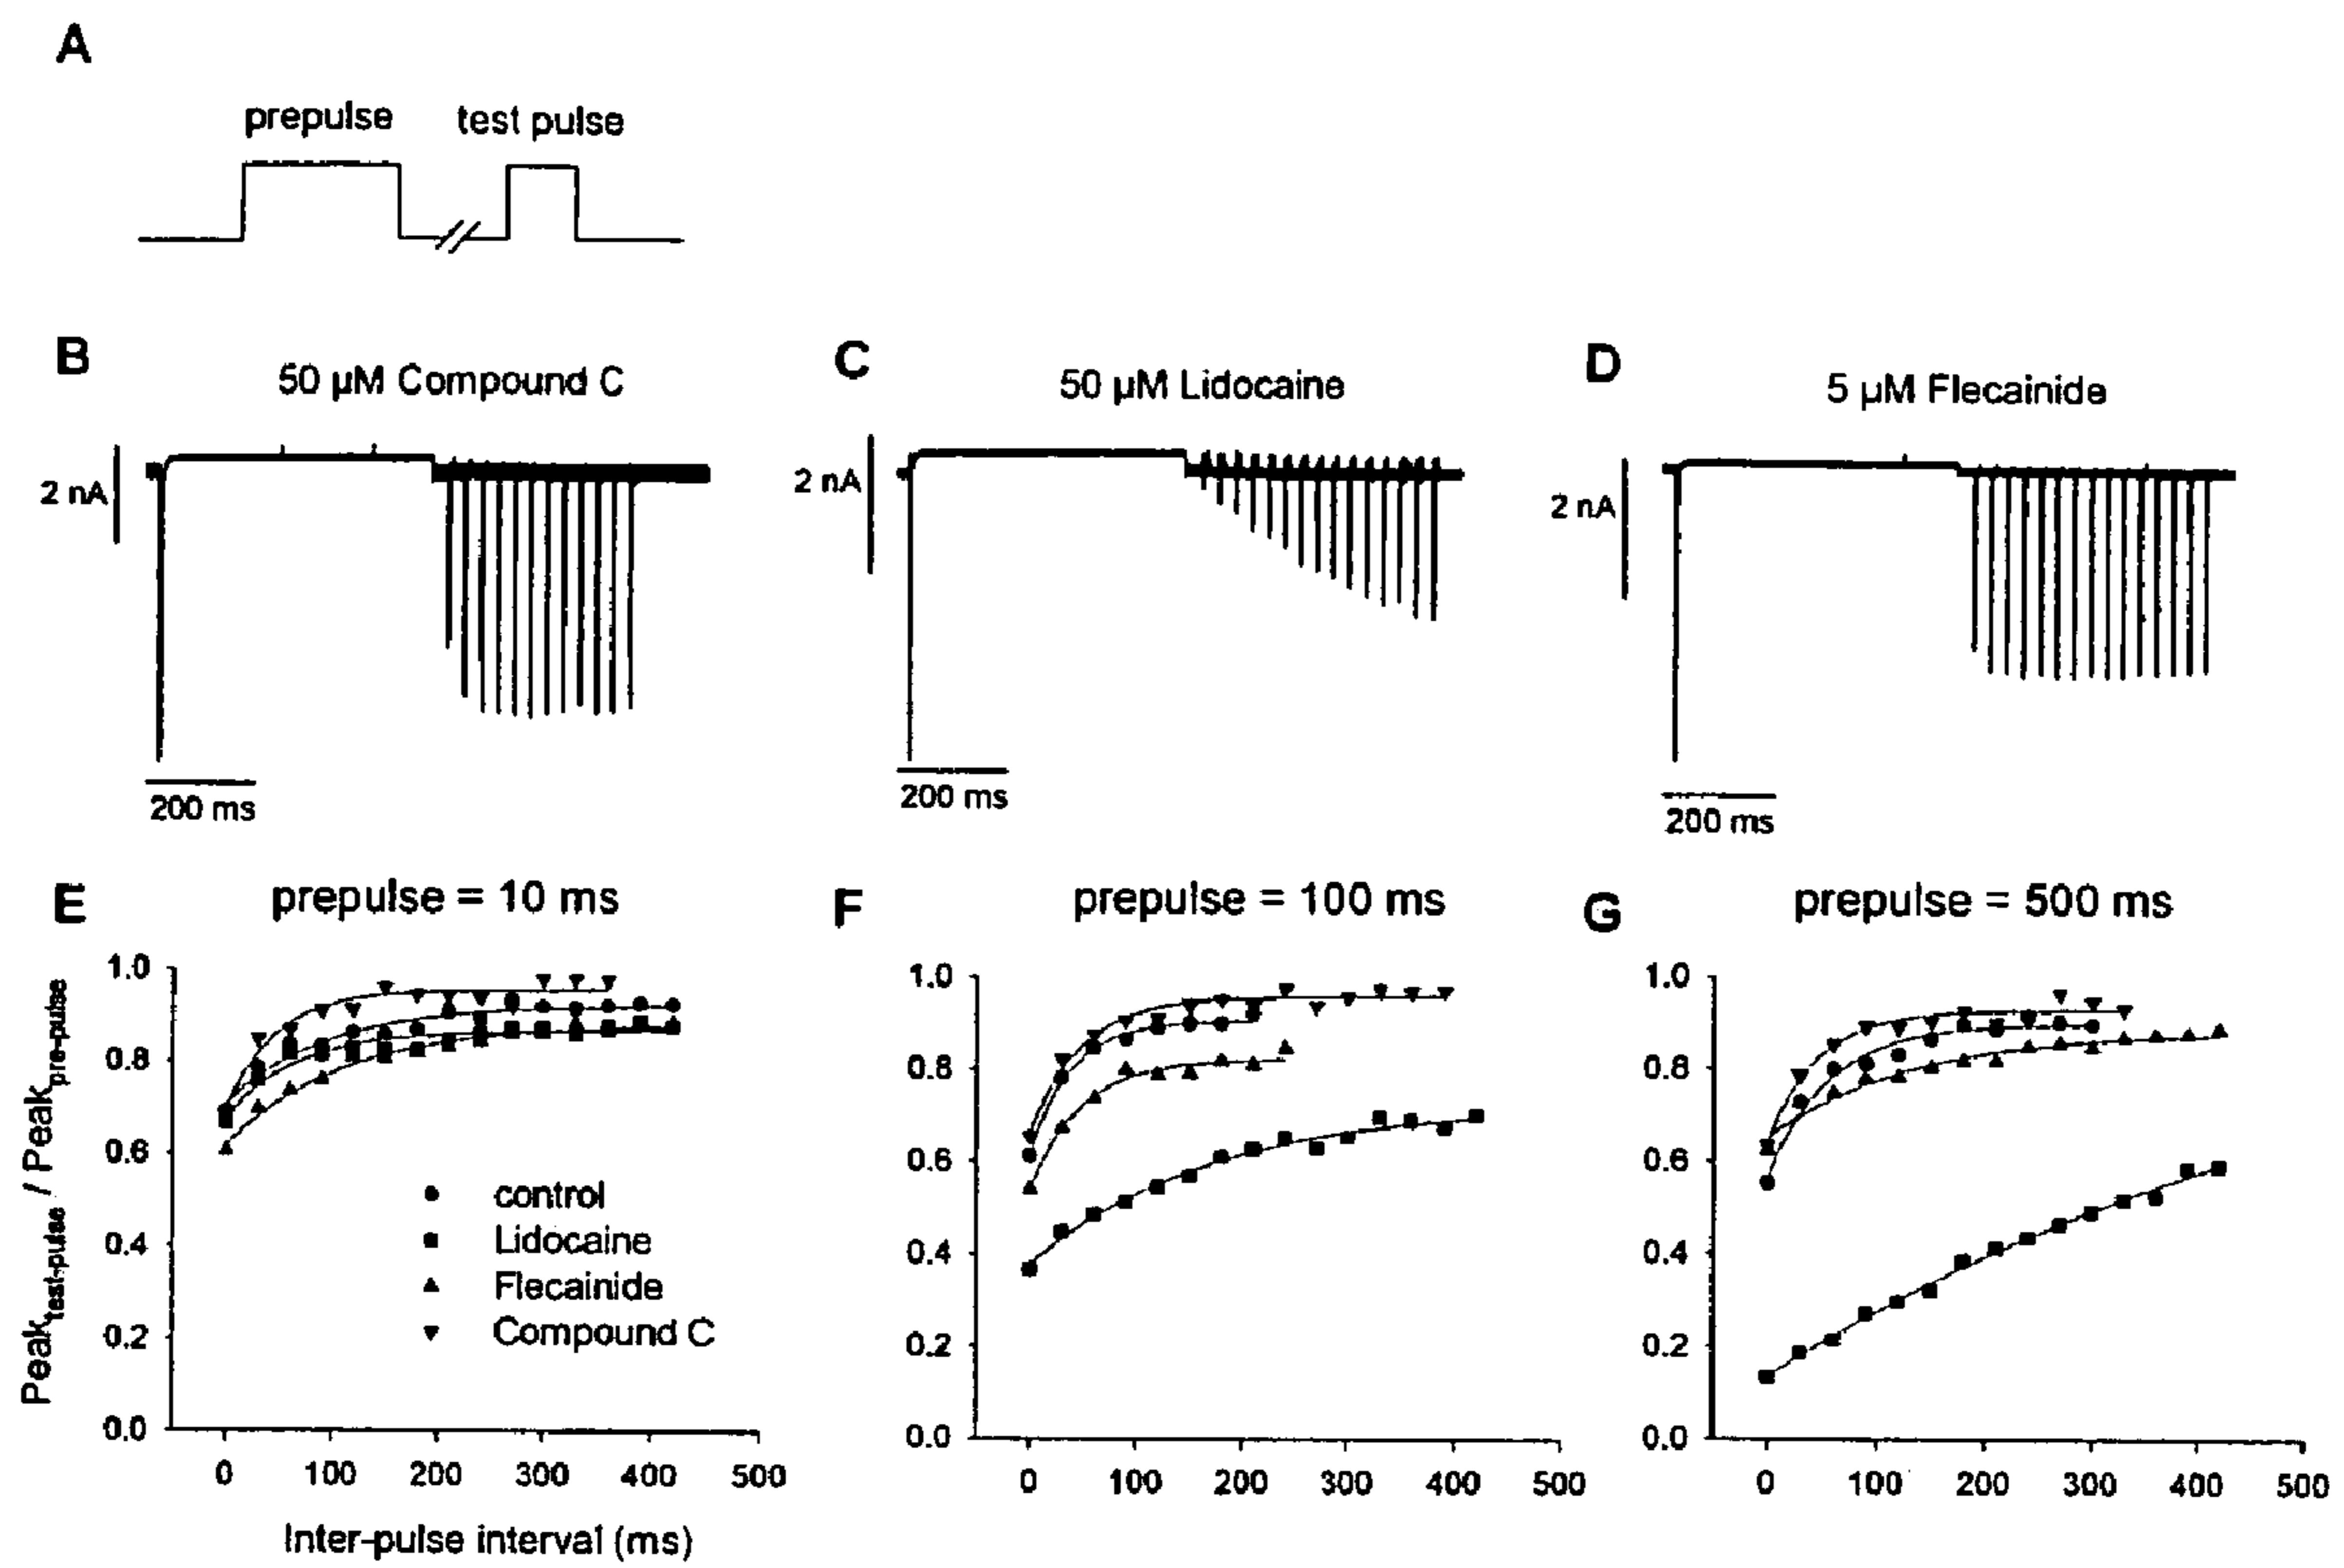 A
prepulse test pulse
B
50 µM Compound C
2 nA
200 ms
C
50 µM Lidocaine
2 nA
200 ms
D
5 µM Flecainide
2 nA
200 ms
E
prepulse = 10 ms
Peak test-pulse / Peak pre-pulse
1.0
0.8
0.6
0.4
0.2
0.0
control
Lidocaine
Flecainide
Compound C
0 100 200 300 400 500
Inter-pulse interval (ms)
F
prepulse = 100 ms
1.0
0.8
0.6
0.4
0.2
0.0
0 100 200 300 400 500
G
prepulse = 500 ms
1.0
0.8
0.6
0.4
0.2
0.0
0 100 200 300 400 500